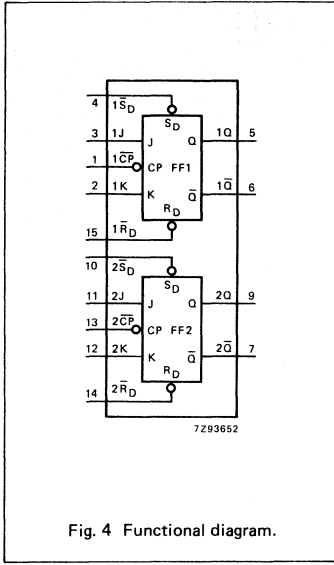 4 1S̅D
SD
3 1J J Q 1Q 5
1 1C̅P̅ CP FF1
2 1K K Q̅ 1Q̅ 6
RD
15 1R̅D
10 2S̅D
SD
11 2J J Q 2Q 9
13 2C̅P̅ CP FF2
12 2K K Q̅ 2Q̅ 7
RD
14 2R̅D
7Z93652
Fig. 4 Functional diagram.